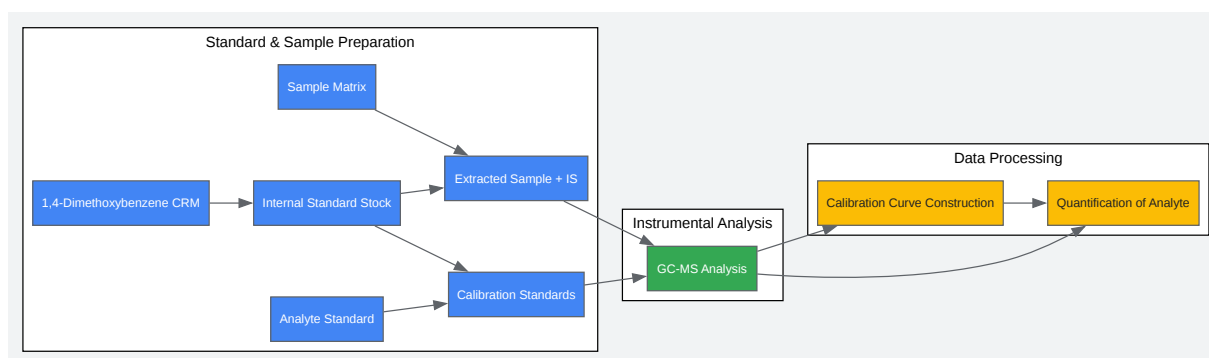 Standard & Sample Preparation
Sample Matrix
1,4-Dimethoxybenzene CRM
Internal Standard Stock
Extracted Sample + IS
Analyte Standard
Calibration Standards
Instrumental Analysis
GC-MS Analysis
Data Processing
Calibration Curve Construction
Quantification of Analyte